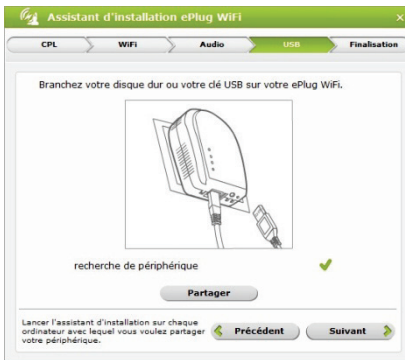 Assistant d'installation ePlug WiFi
CPL WiFi Audio USB Finalisation
Branchez votre disque dur ou votre clé USB sur votre ePlug WiFi.
recherche de périphérique
Partager
Lancer l'assistant d'installation sur chaque
ordinateur avec lequel vous voulez partager
votre périphérique.
Précédent Suivant